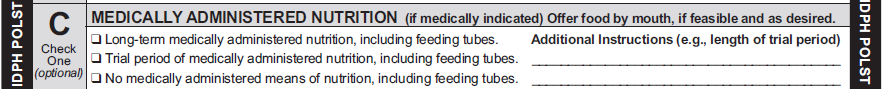 IDPH POLST
C
Check
One
(optional)
MEDICALLY ADMINISTERED NUTRITION (if medically indicated) Offer food by mouth, if feasible and as desired.
❑ Long-term medically administered nutrition, including feeding tubes.
❑ Trial period of medically administered nutrition, including feeding tubes.
❑ No medically administered means of nutrition, including feeding tubes.
Additional Instructions (e.g., length of trial period)
IDPH POLST